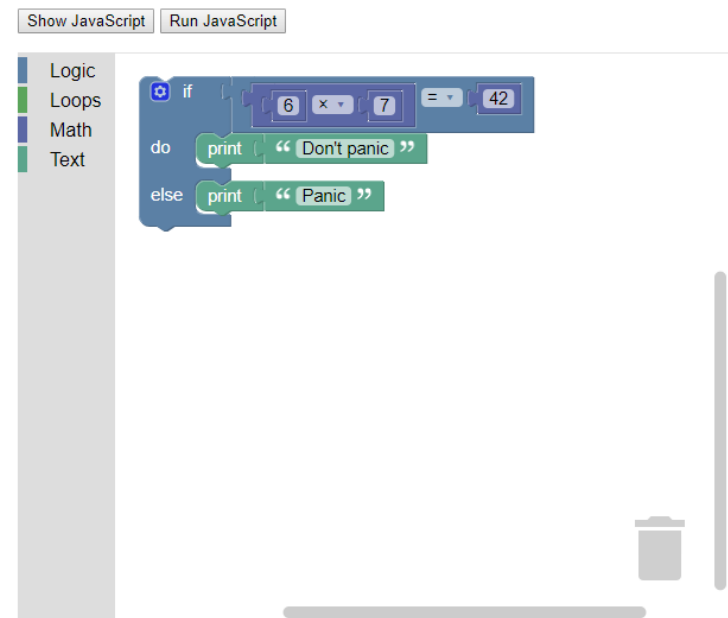 Show JavaScript Run JavaScript
Logic
Loops
Math
Text
if 6 × 7 = 42
do print “ Don't panic ”
else print “ Panic ”